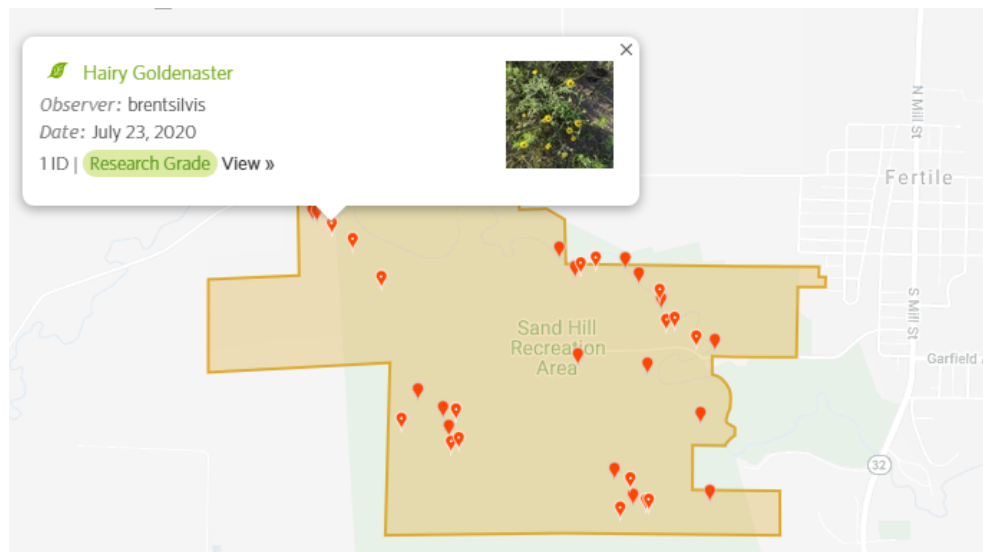 Hairy Goldenaster
Observer: brentsilvis
Date: July 23, 2020
1 ID | Research Grade View »
N Mill St
Fertile
S Mill St
Sand Hill
Recreation
Area
Garfield A
32